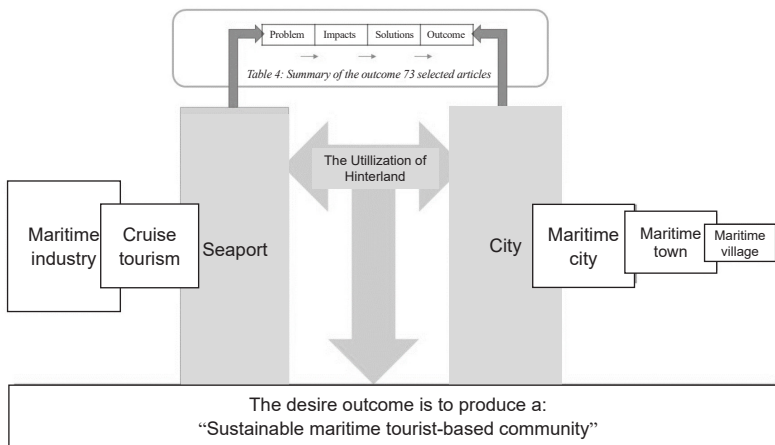 Problem Impacts Solutions Outcome
Table 4: Summary of the outcome 73 selected articles
The Utillization of
Hinterland
Maritime
industry
Cruise
tourism
Seaport
City
Maritime
city
Maritime
town
Maritime
village
The desire outcome is to produce a:
“Sustainable maritime tourist-based community”